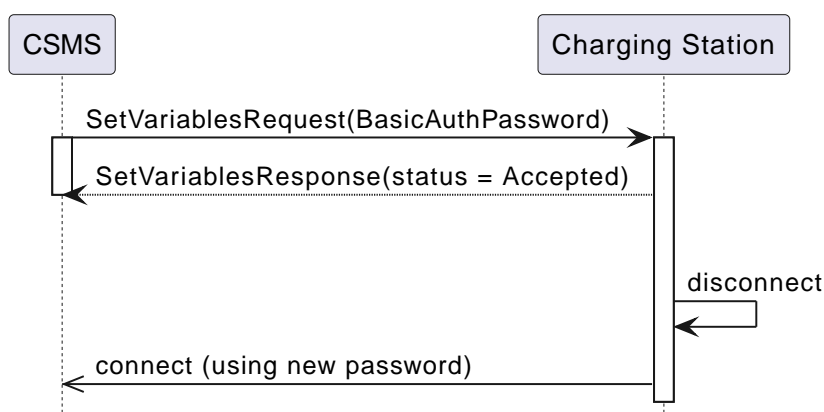 CSMS
Charging Station
SetVariablesRequest(BasicAuthPassword)
SetVariablesResponse(status = Accepted)
disconnect
connect (using new password)